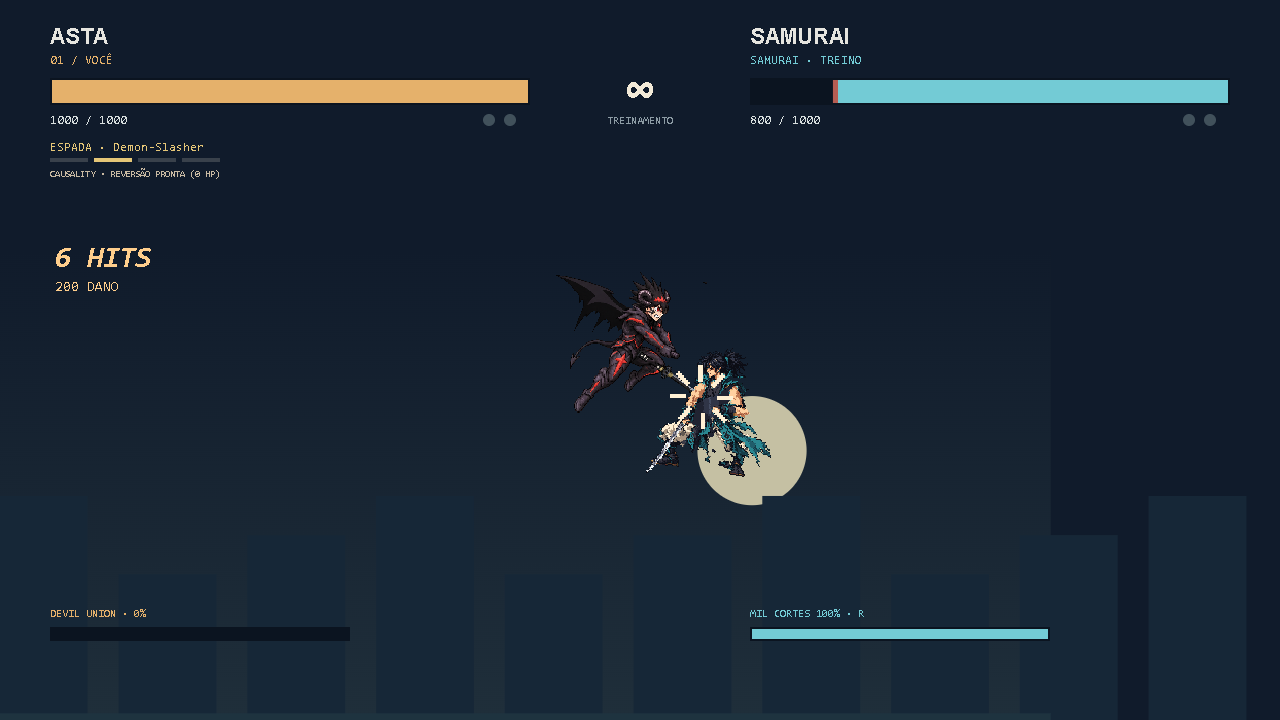 ASTA
01 / VOCÊ
1000 / 1000
ESPADA · Demon-Slasher
CAUSALITY · REVERSÃO PRONTA (0 HP)
∞
TREINAMENTO
SAMURAI
SAMURAI · TREINO
800 / 1000
6 HITS
200 DANO
DEVIL UNION · 0%
MIL CORTES 100% · R